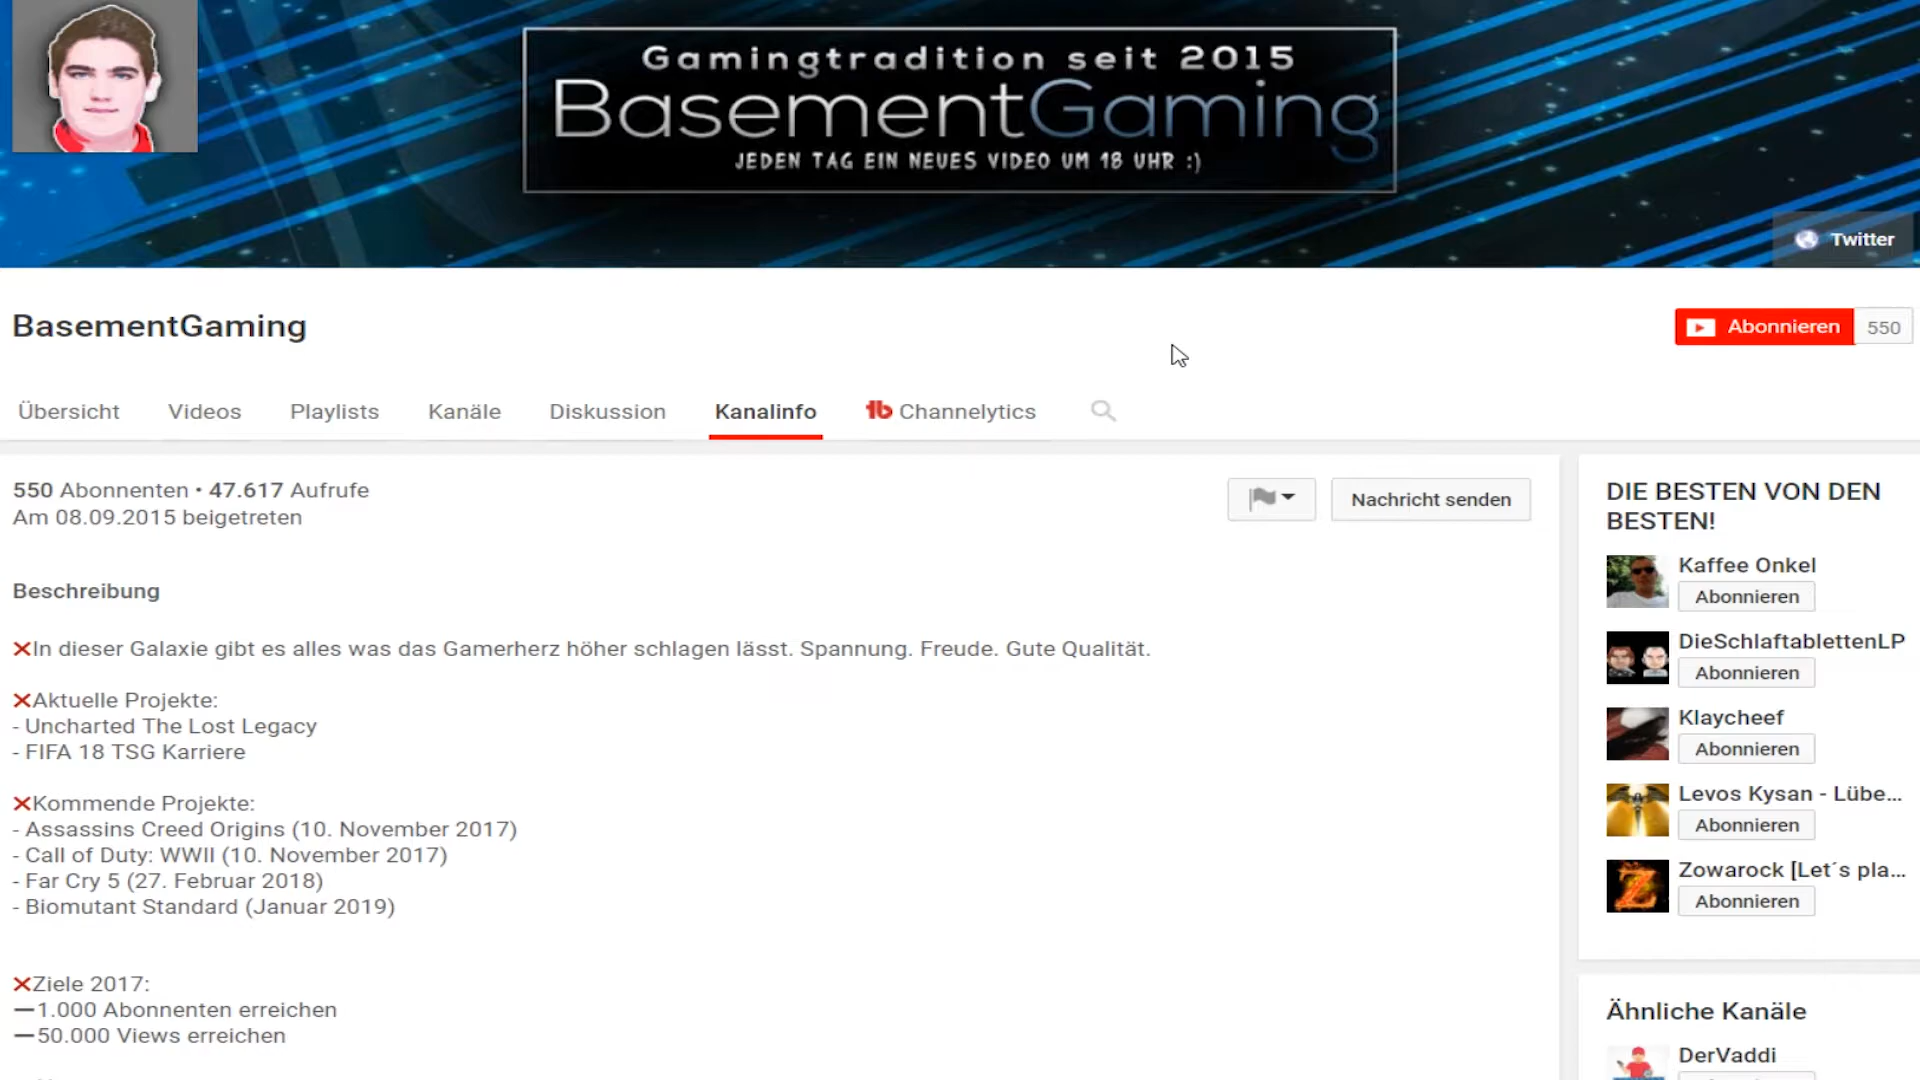 Gamingtradition seit 2015
BasementGaming
JEDEN TAG EIN NEUES VIDEO UM 18 UHR :)
Twitter
BasementGaming
Abonnieren 550
Übersicht Videos Playlists Kanäle Diskussion Kanalinfo Channelytics
550 Abonnenten • 47.617 Aufrufe
Am 08.09.2015 beigetreten
Nachricht senden
Beschreibung
❌In dieser Galaxie gibt es alles was das Gamerherz höher schlagen lässt. Spannung. Freude. Gute Qualität.
❌Aktuelle Projekte:
- Uncharted The Lost Legacy
- FIFA 18 TSG Karriere
❌Kommende Projekte:
- Assassins Creed Origins (10. November 2017)
- Call of Duty: WWII (10. November 2017)
- Far Cry 5 (27. Februar 2018)
- Biomutant Standard (Januar 2019)
❌Ziele 2017:
—1.000 Abonnenten erreichen
—50.000 Views erreichen
DIE BESTEN VON DEN
BESTEN!
Kaffee Onkel
Abonnieren
DieSchlaftablettenLP
Abonnieren
Klaycheef
Abonnieren
Levos Kysan - Lübe...
Abonnieren
Zowarock [Let´s pla...
Abonnieren
Ähnliche Kanäle
DerVaddi